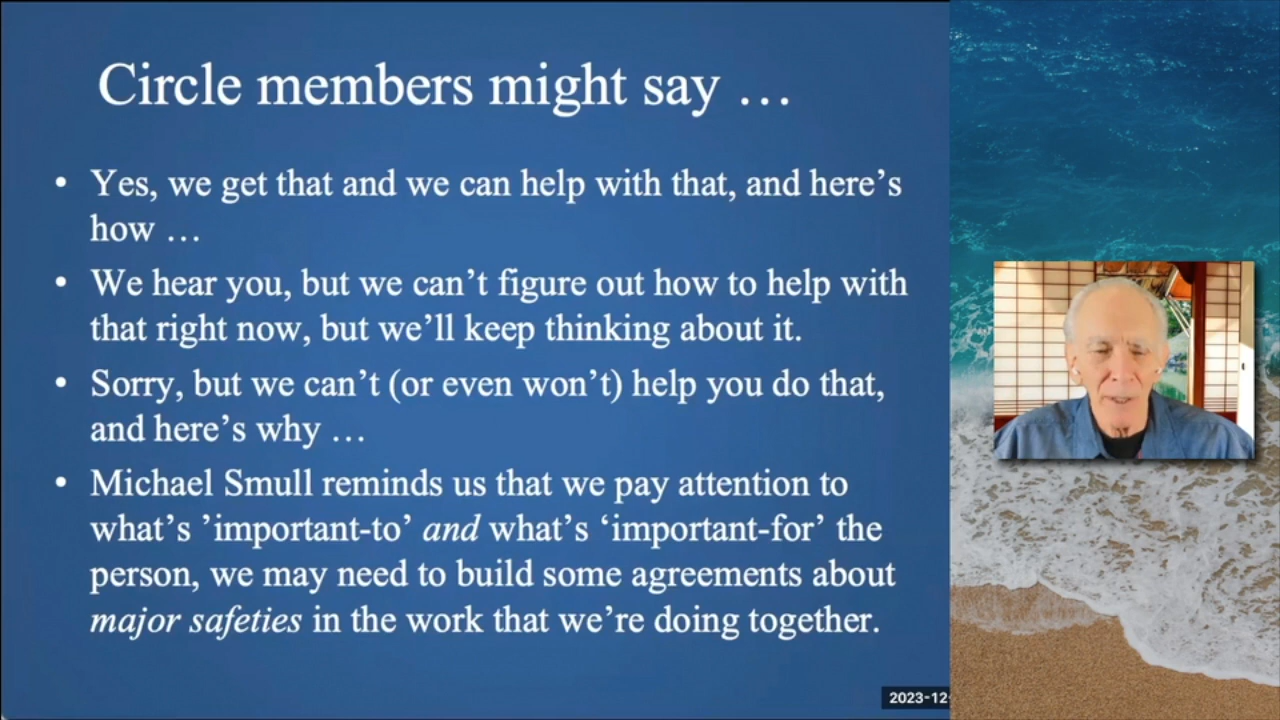 Circle members might say …
• Yes, we get that and we can help with that, and here’s
how …
• We hear you, but we can’t figure out how to help with
that right now, but we’ll keep thinking about it.
• Sorry, but we can’t (or even won’t) help you do that,
and here’s why …
• Michael Smull reminds us that we pay attention to
what’s ’important-to’ and what’s ‘important-for’ the
person, we may need to build some agreements about
major safeties in the work that we’re doing together.
2023-12-